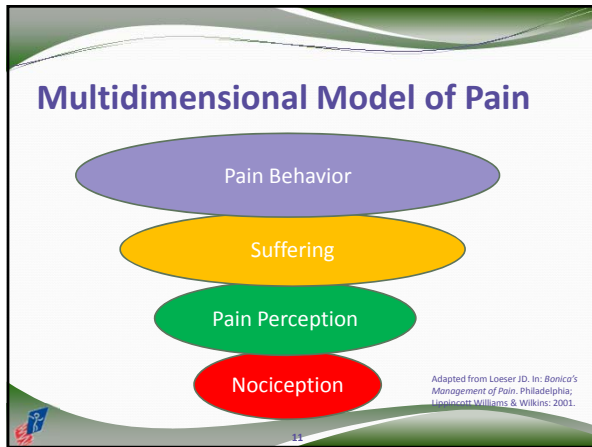 Multidimensional Model of Pain
Pain Behavior
Suffering
Pain Perception
Nociception
Adapted from Loeser JD. In: Bonica's
Management of Pain. Philadelphia;
Lippincott Williams & Wilkins: 2001.
11